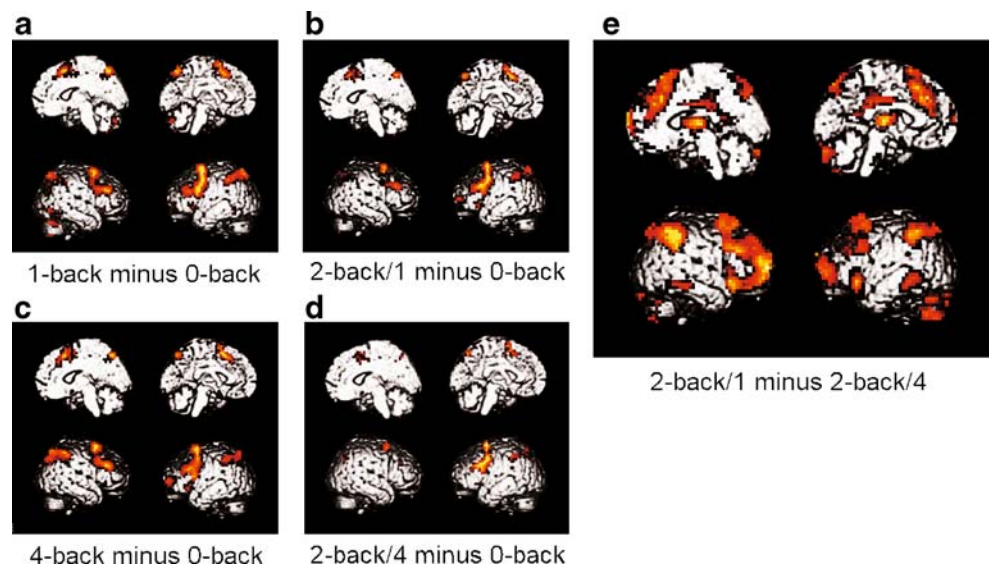 a
1-back minus 0-back
b
2-back/1 minus 0-back
c
4-back minus 0-back
d
2-back/4 minus 0-back
e
2-back/1 minus 2-back/4